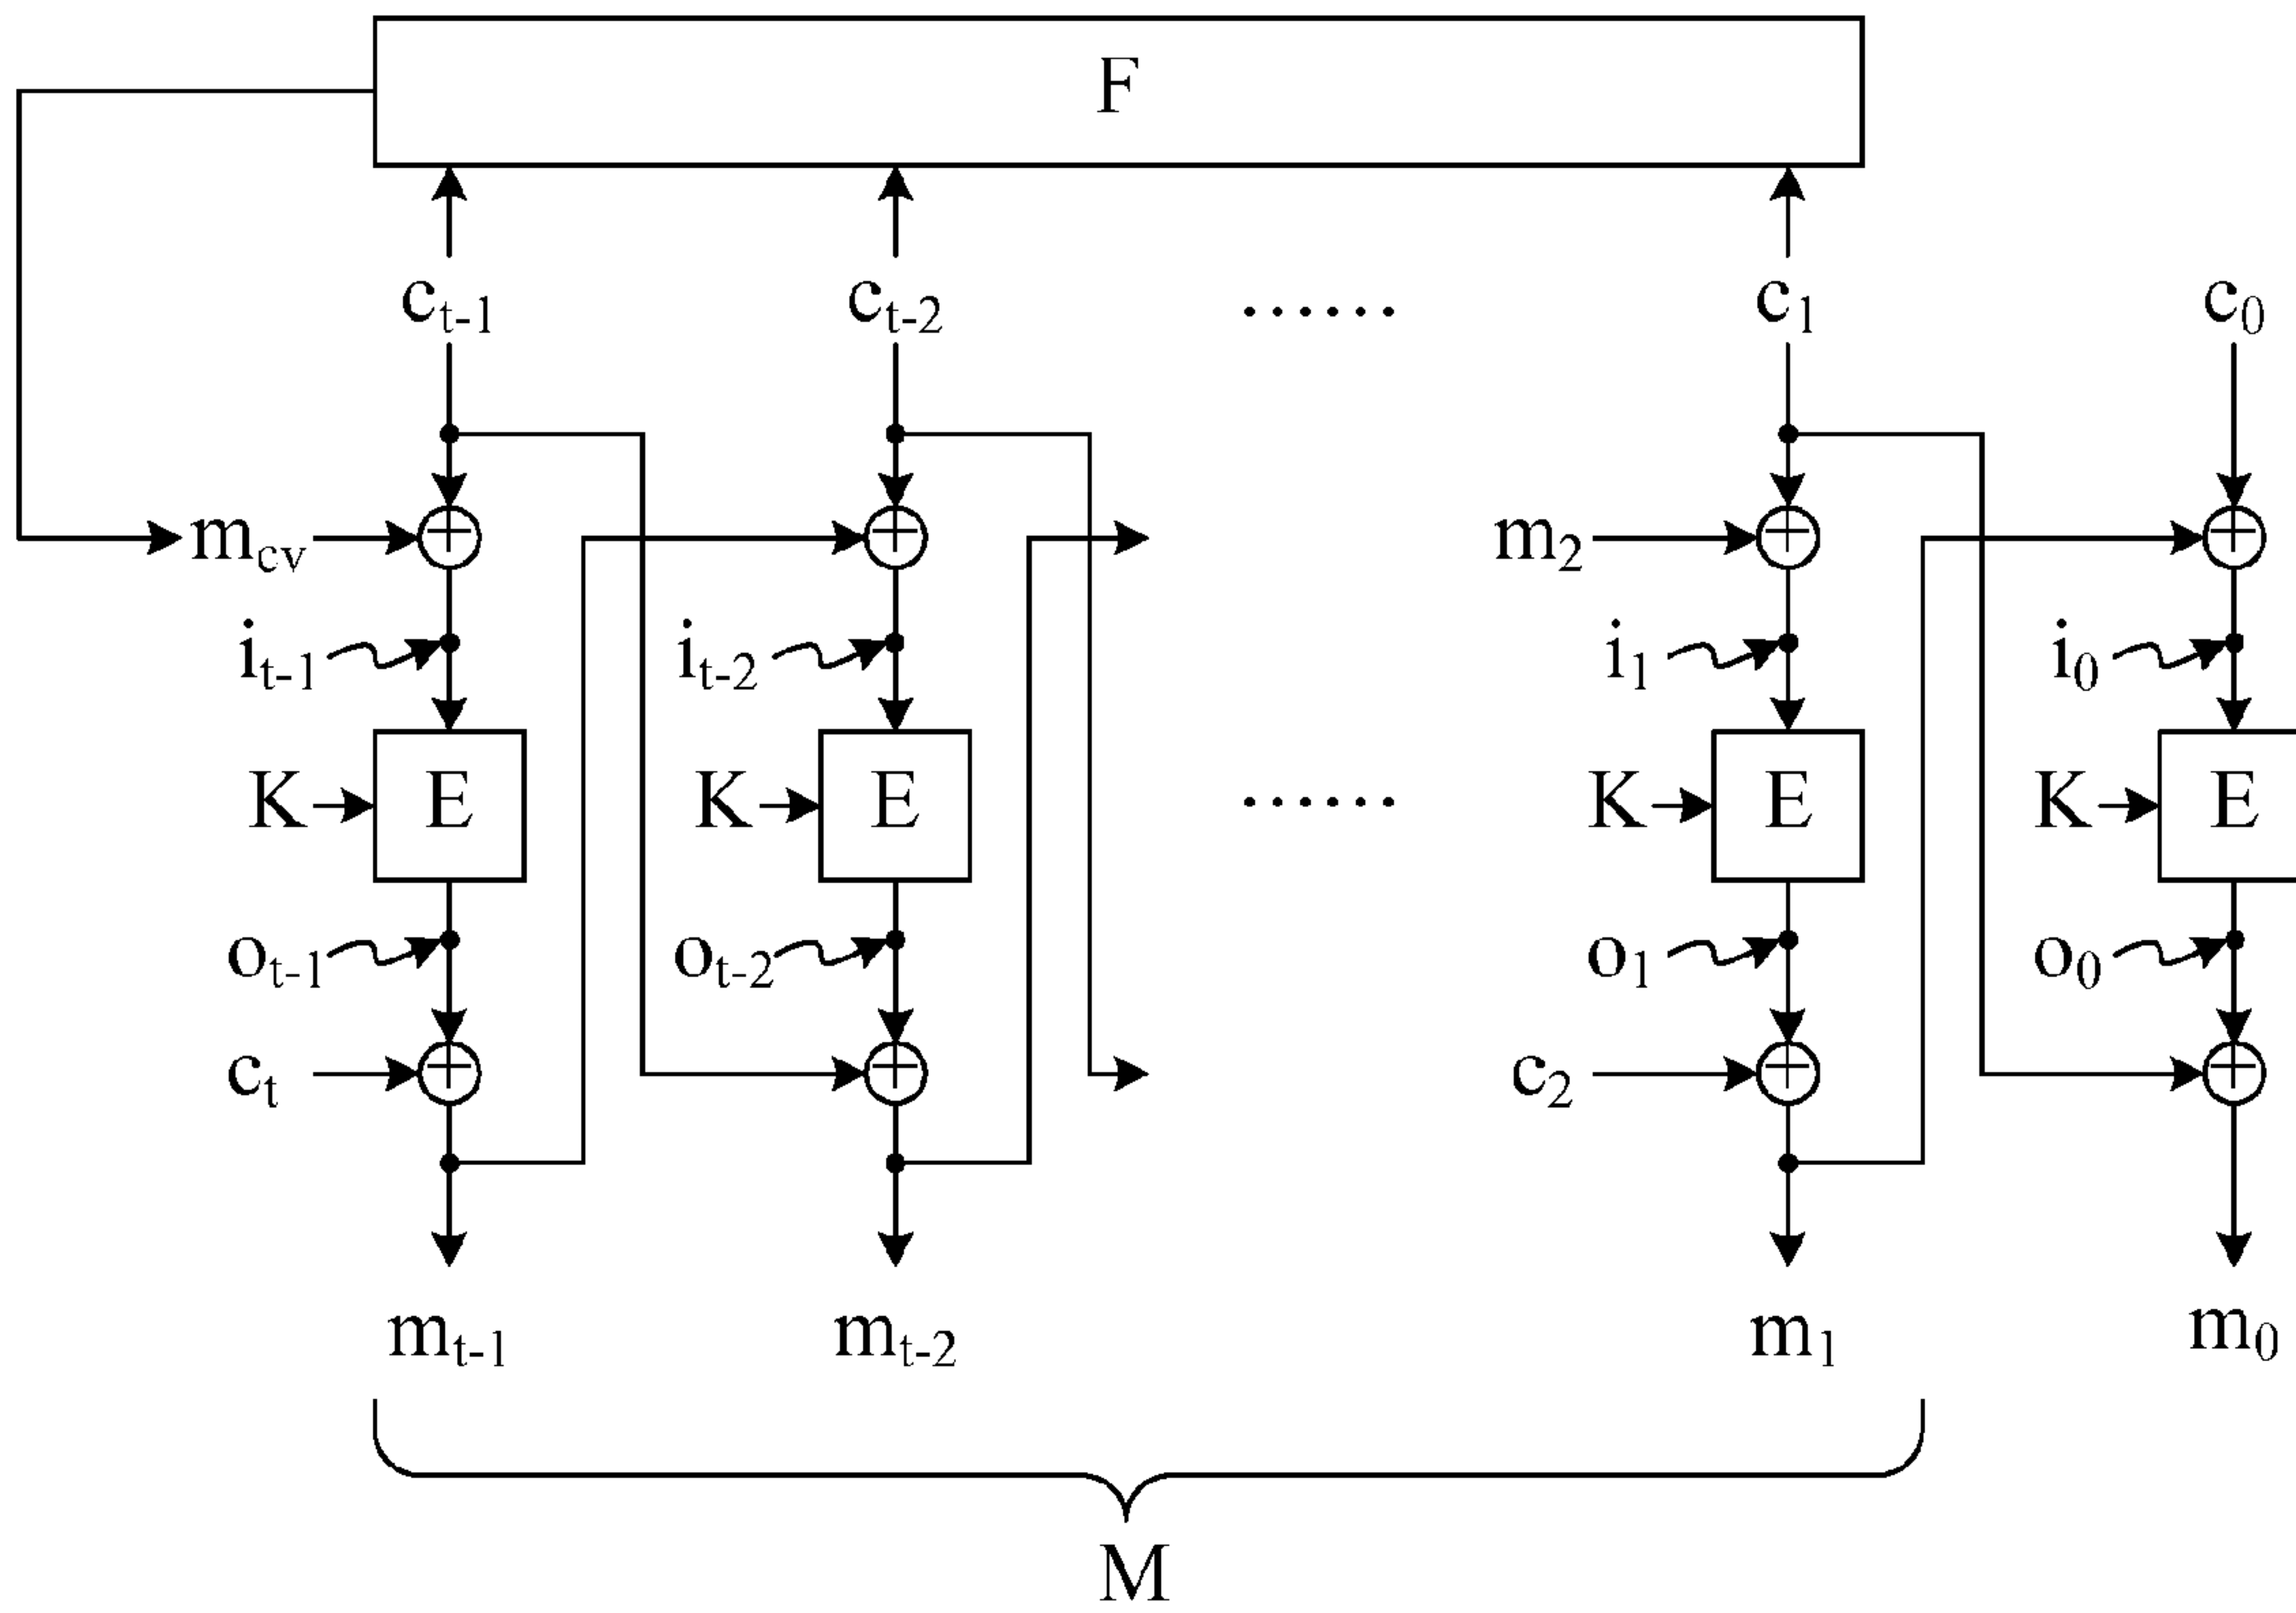 F
c_{t-1} c_{t-2} ...... c_1 c_0
m_{cv} m_2
i_{t-1} i_{t-2} i_1 i_0
K E K E ...... K E K E
o_{t-1} o_{t-2} o_1 o_0
c_t c_2
m_{t-1} m_{t-2} m_1 m_0
M